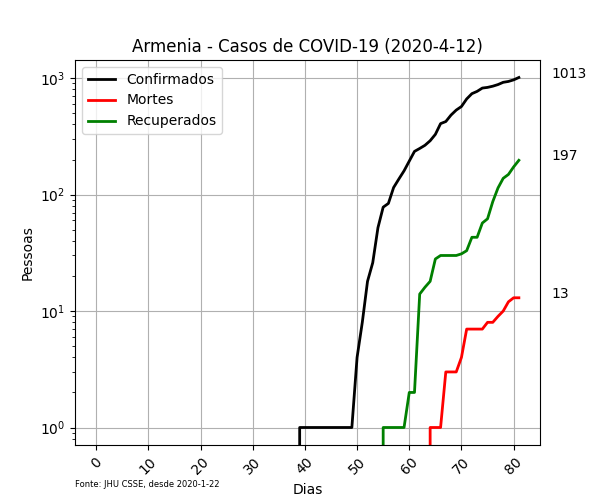 Armenia - Casos de COVID-19 (2020-4-12)
Confirmados
Mortes
Recuperados
10³
10²
10¹
10⁰
Pessoas
1013
197
13
0 10 20 30 40 50 60 70 80
Fonte: JHU CSSE, desde 2020-1-22
Dias